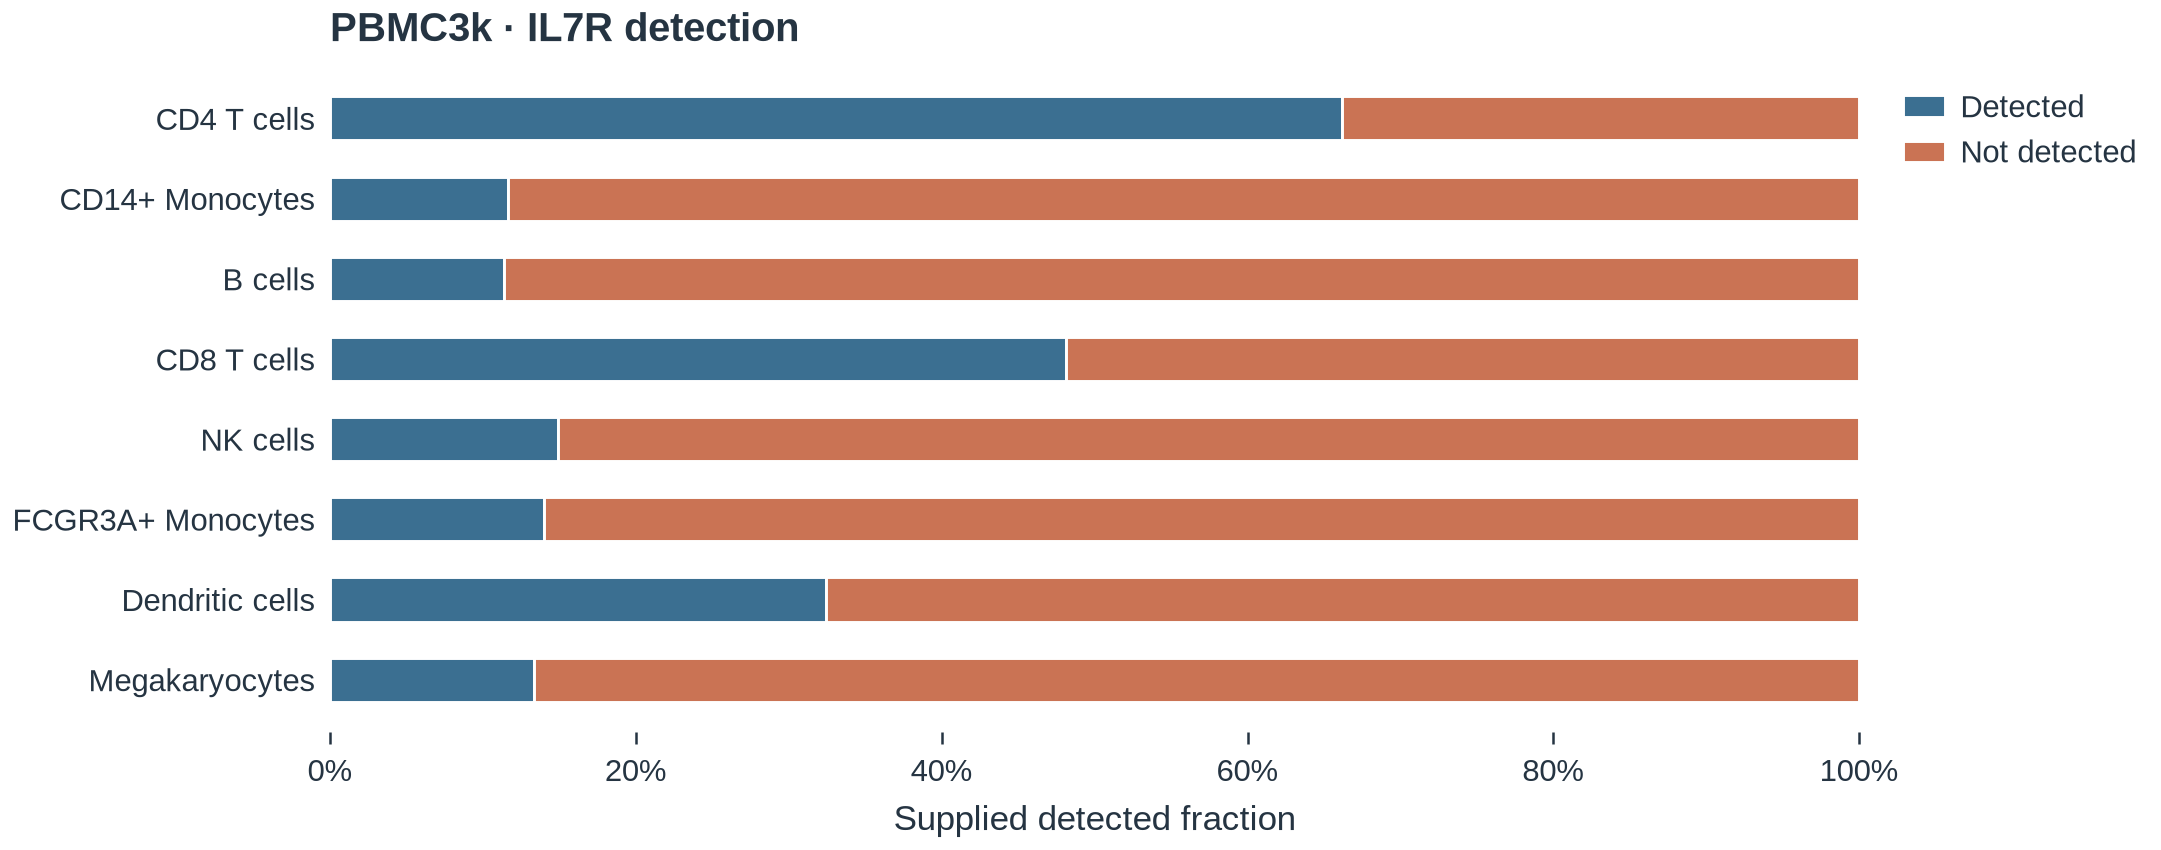 PBMC3k · IL7R detection
CD4 T cells
CD14+ Monocytes
B cells
CD8 T cells
NK cells
FCGR3A+ Monocytes
Dendritic cells
Megakaryocytes
0% 20% 40% 60% 80% 100%
Supplied detected fraction
Detected
Not detected